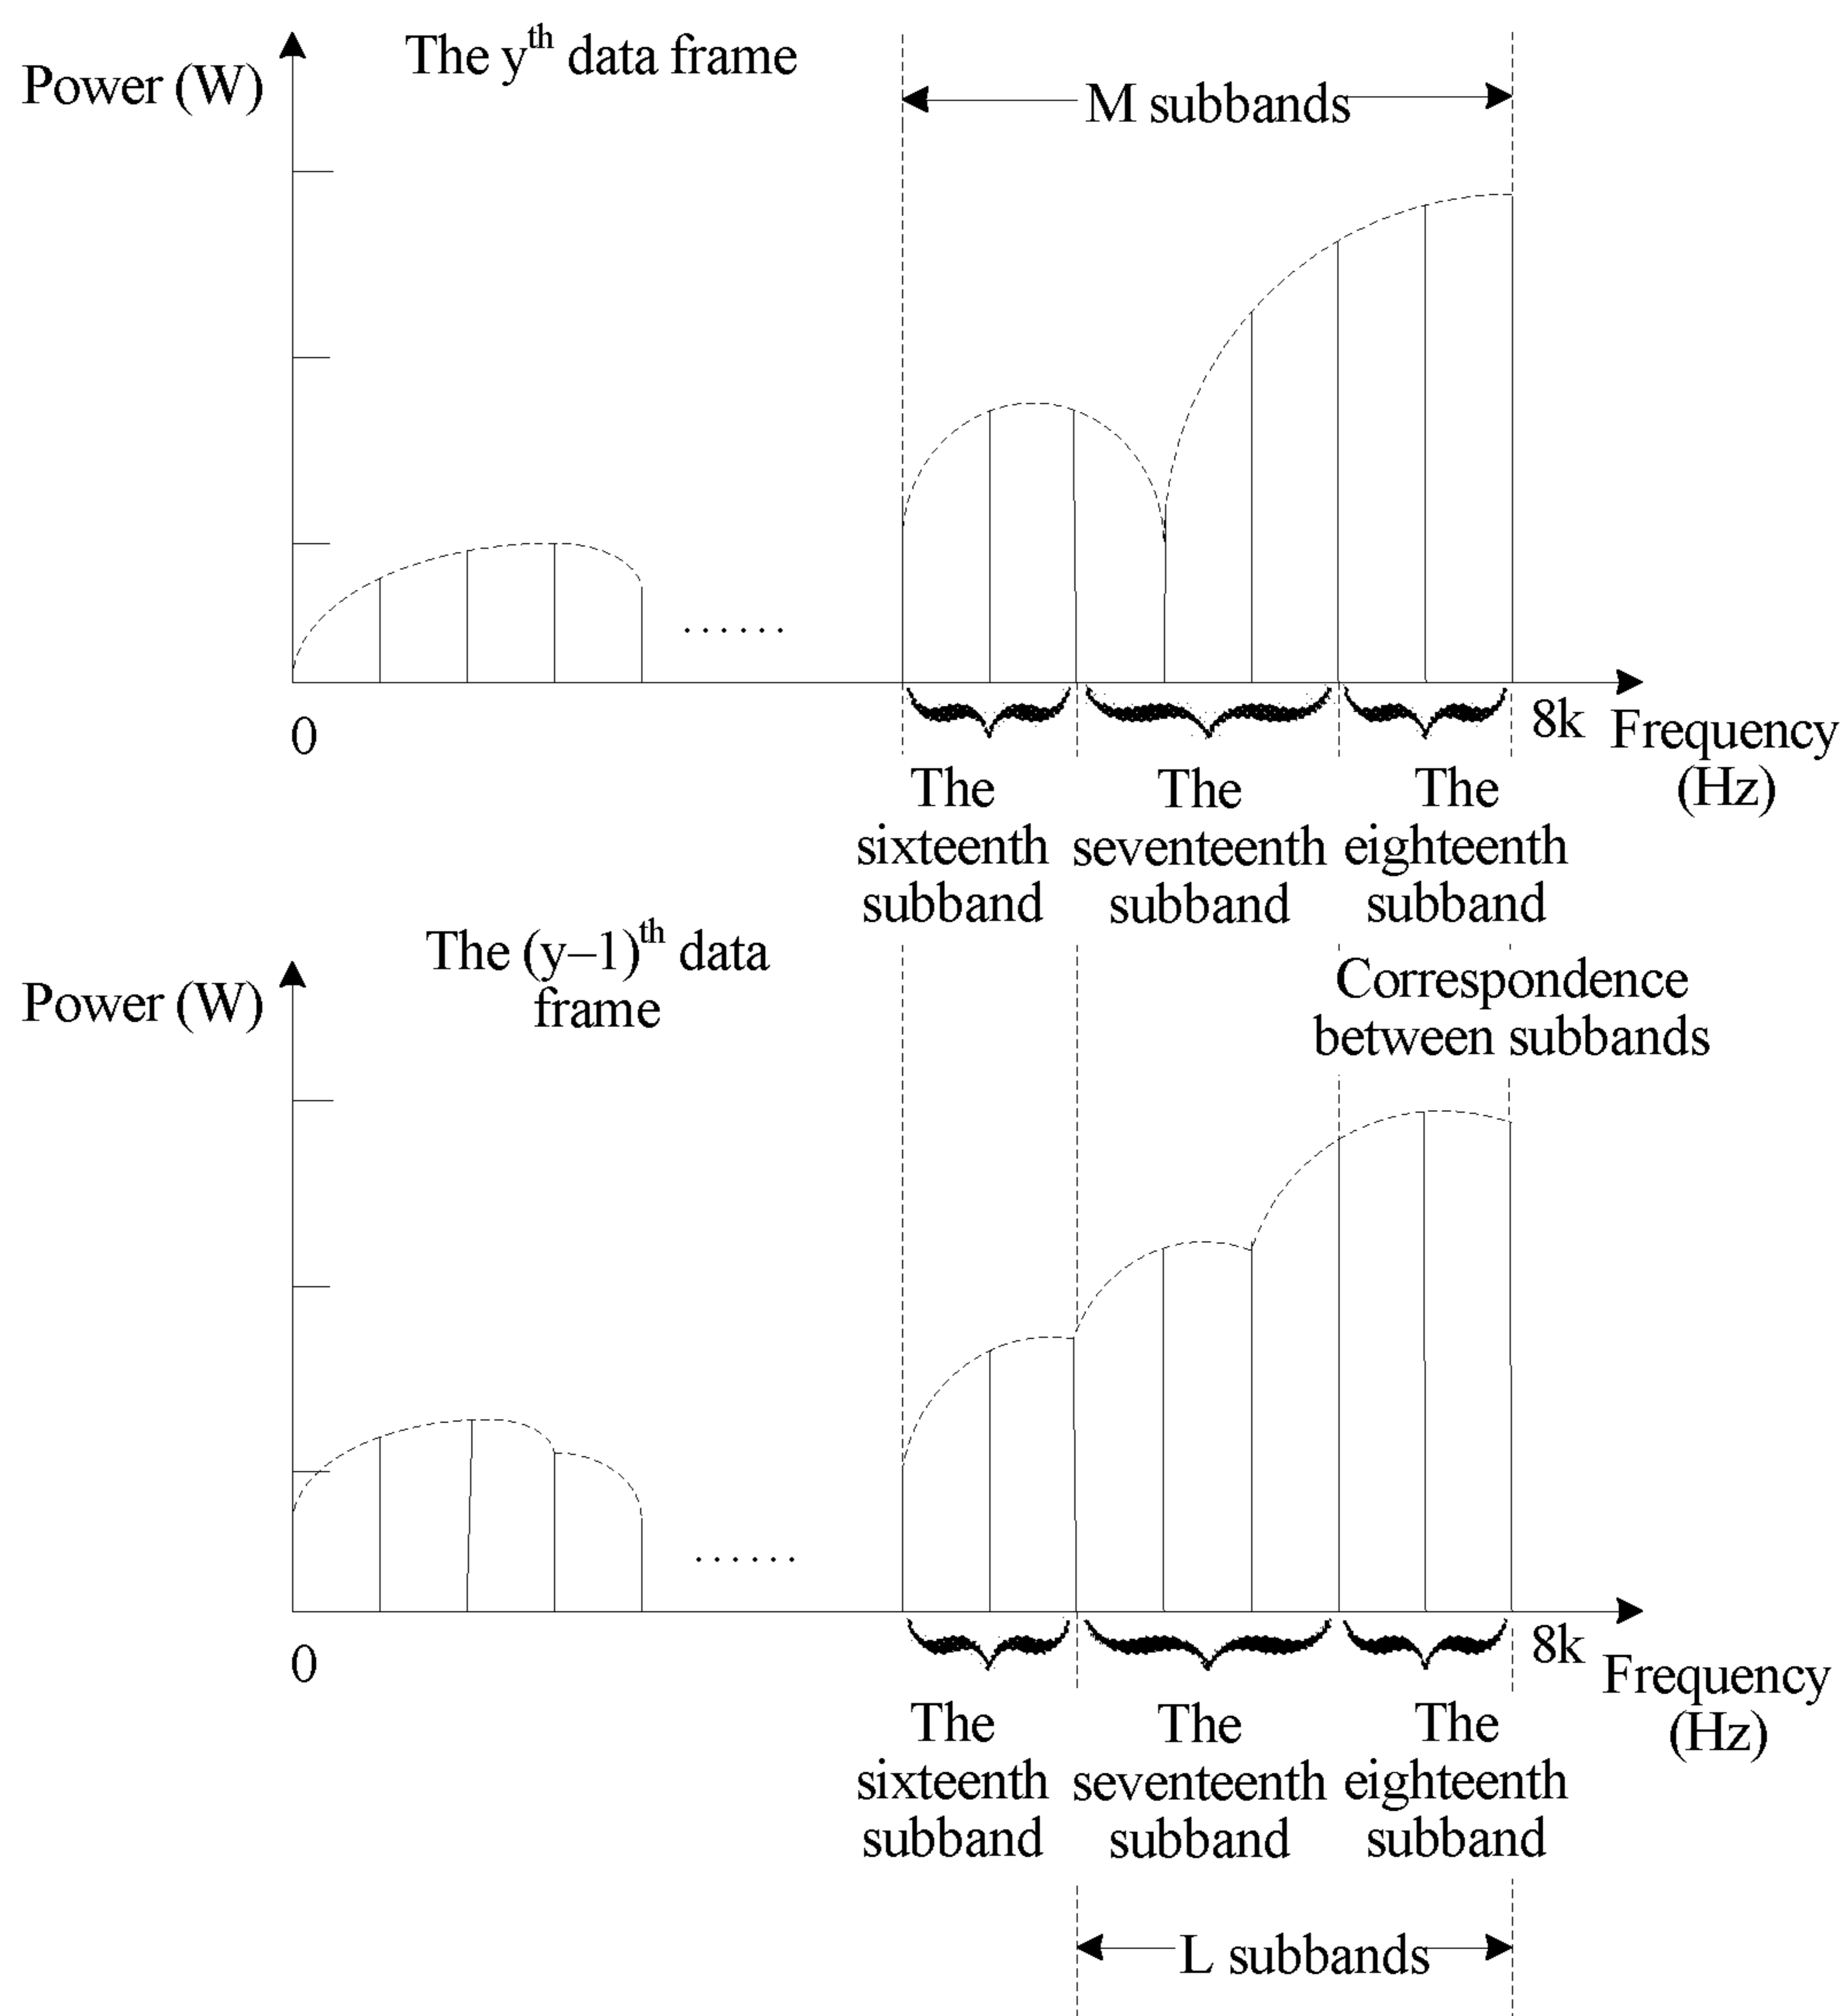 The yth data frame
Power (W)
M subbands
......
0
8k
Frequency
(Hz)
The
sixteenth
subband
The
seventeenth
subband
The
eighteenth
subband
The (y–1)th data
frame
Power (W)
Correspondence
between subbands
......
0
8k
Frequency
(Hz)
The
sixteenth
subband
The
seventeenth
subband
The
eighteenth
subband
L subbands